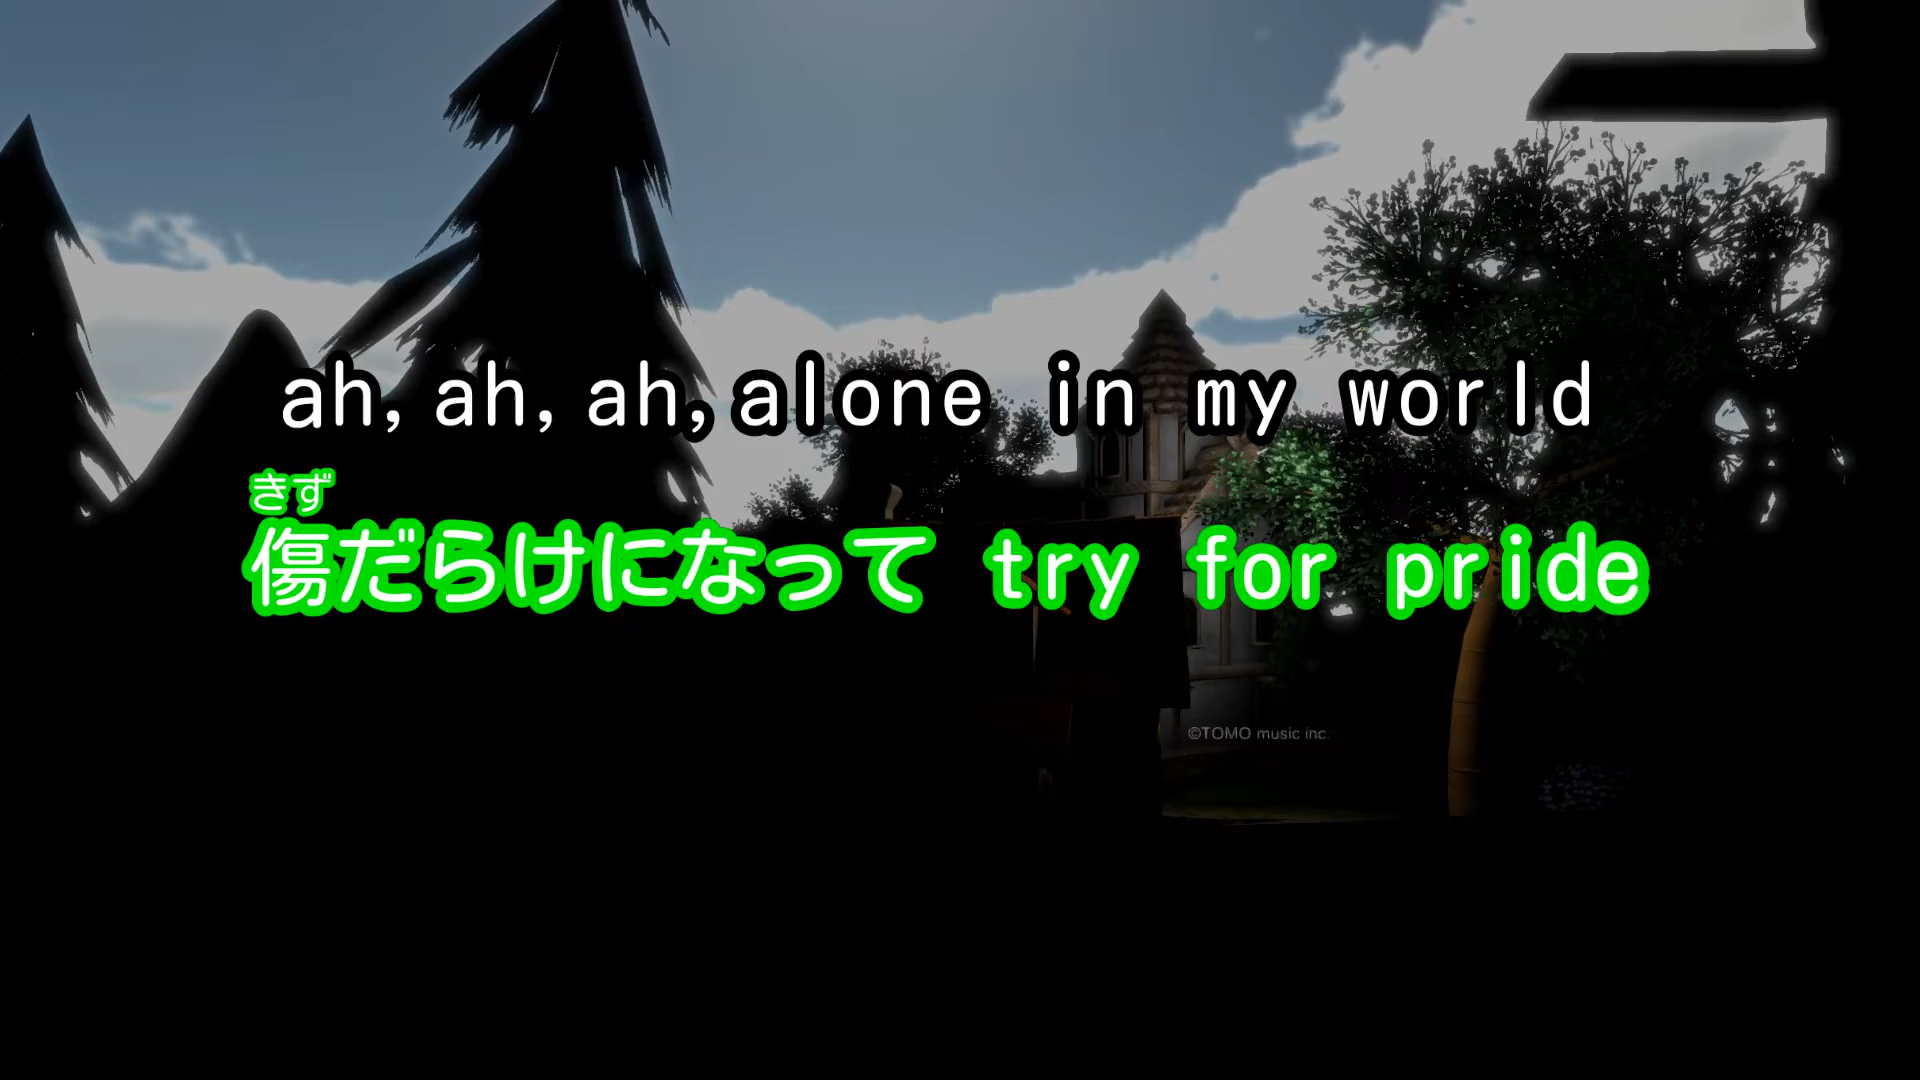 ah, ah, ah, alone in my world
きず
傷だらけになって try for pride
©TOMO music inc.